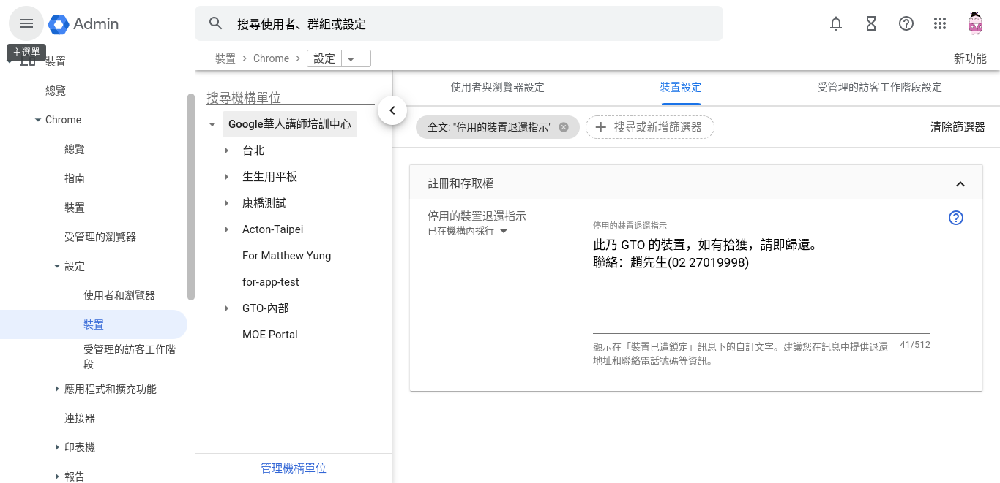 Admin
搜尋使用者、群組或設定
主選單
裝置
總覽
Chrome
總覽
指南
裝置
受管理的瀏覽器
設定
使用者和瀏覽器
裝置
受管理的訪客工作階
段
應用程式和擴充功能
連接器
印表機
報告
裝置 > Chrome > 設定
新功能
搜尋機構單位
Google華人講師培訓中心
台北
生生用平板
康橋測試
Acton-Taipei
For Matthew Yung
for-app-test
GTO-內部
MOE Portal
管理機構單位
使用者與瀏覽器設定
裝置設定
受管理的訪客工作階段設定
全文: "停用的裝置退還指示"
搜尋或新增篩選器
清除篩選器
註冊和存取權
停用的裝置退還指示
已在機構內採行
停用的裝置退還指示
此乃 GTO 的裝置，如有拾獲，請即歸還。
聯絡：趙先生(02 27019998)
顯示在「裝置已遭鎖定」訊息下的自訂文字。建議您在訊息中提供退還
地址和聯絡電話號碼等資訊。
41/512